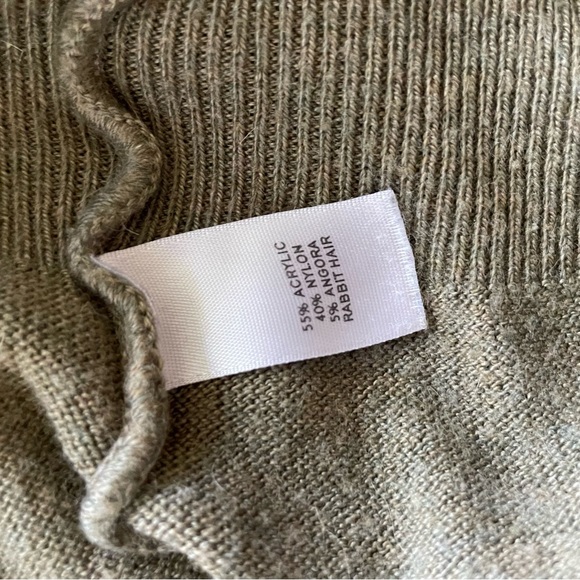 55% ACRYLIC
40% NYLON
5% ANGORA
RABBIT HAIR